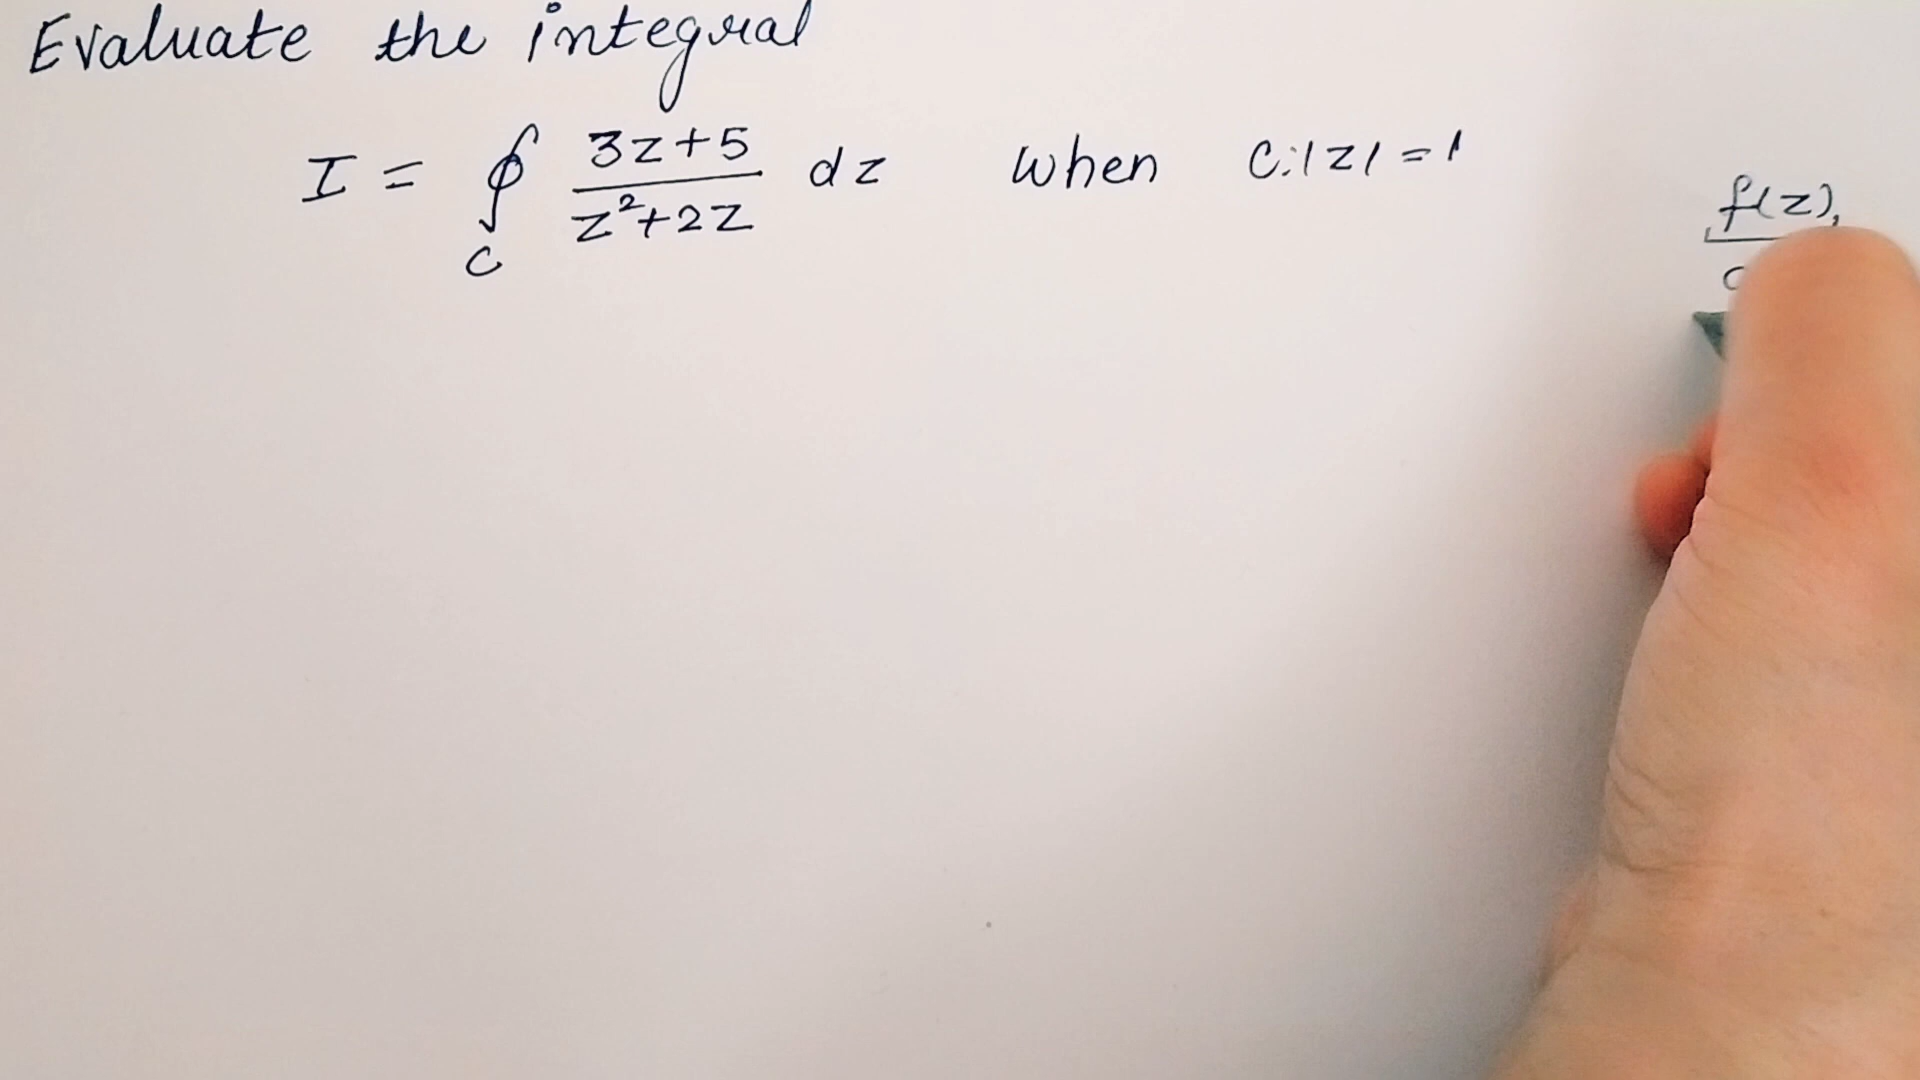 Evaluate the integral
I = ∮_C (3z+5)/(z²+2z) dz when C:|z|=1
f(z)